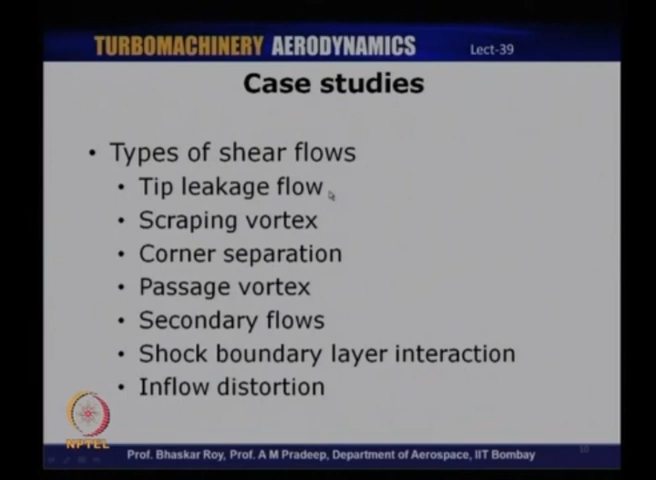 TURBOMACHINERY AERODYNAMICS Lect-39
Case studies
• Types of shear flows
• Tip leakage flow
• Scraping vortex
• Corner separation
• Passage vortex
• Secondary flows
• Shock boundary layer interaction
• Inflow distortion
NPTEL
Prof. Bhaskar Roy, Prof. A M Pradeep, Department of Aerospace, IIT Bombay